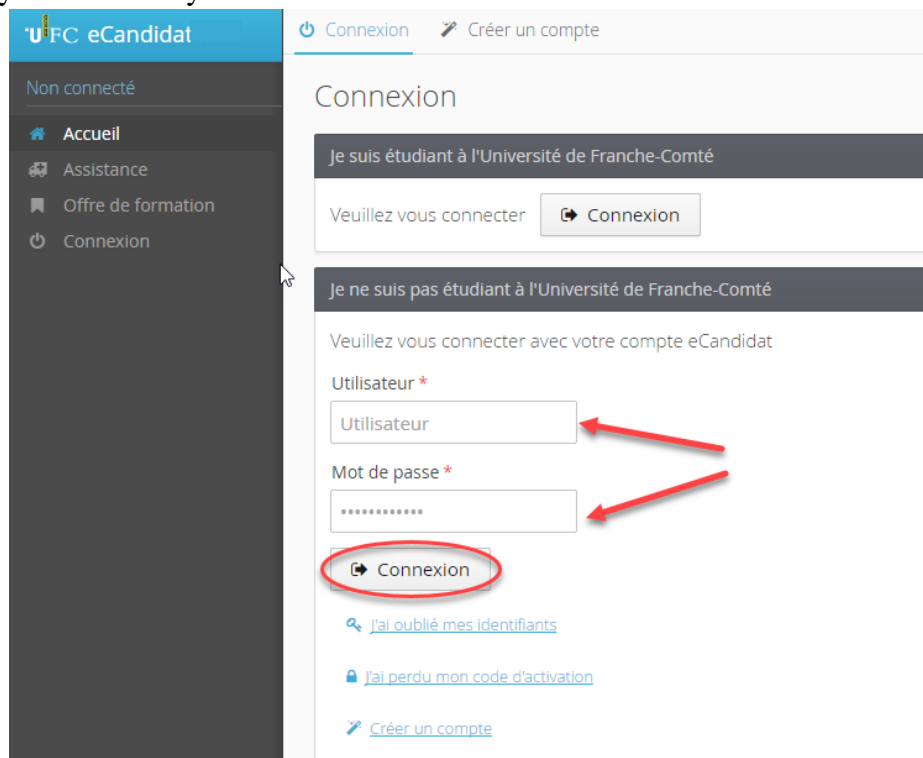 UFC eCandidat
Connexion
Créer un compte
Non connecté
Accueil
Assistance
Offre de formation
Connexion
Connexion
Je suis étudiant à l'Université de Franche-Comté
Veuillez vous connecter
Connexion
Je ne suis pas étudiant à l'Université de Franche-Comté
Veuillez vous connecter avec votre compte eCandidat
Utilisateur *
Utilisateur
Mot de passe *
••••••••••••
Connexion
J'ai oublié mes identifiants
J'ai perdu mon code d'activation
Créer un compte